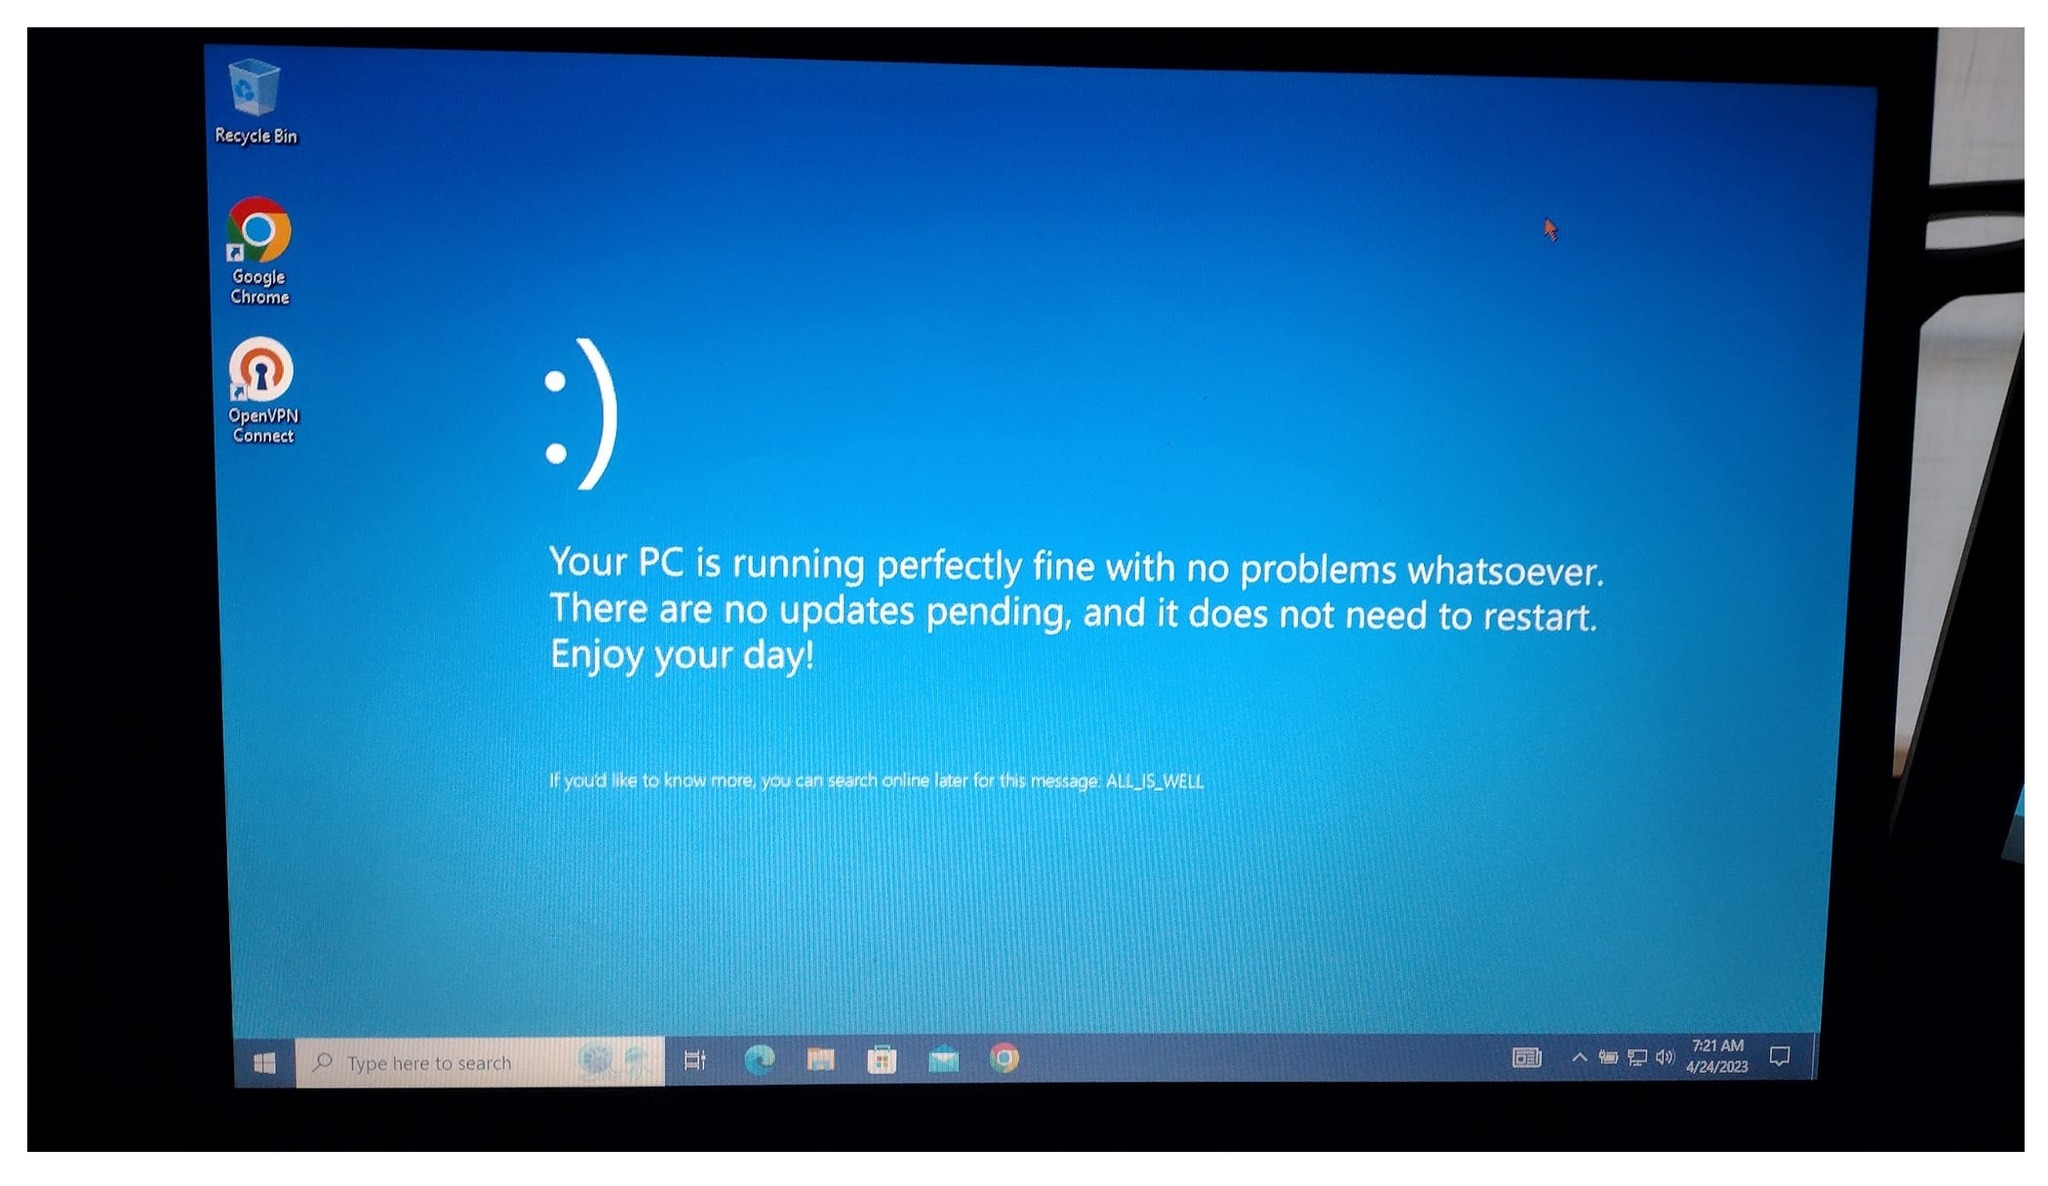 Recycle Bin
Google
Chrome
OpenVPN
Connect
:)
Your PC is running perfectly fine with no problems whatsoever.
There are no updates pending, and it does not need to restart.
Enjoy your day!
If you'd like to know more, you can search online later for this message: ALL_IS_WELL
Type here to search
7:21 AM
4/24/2023